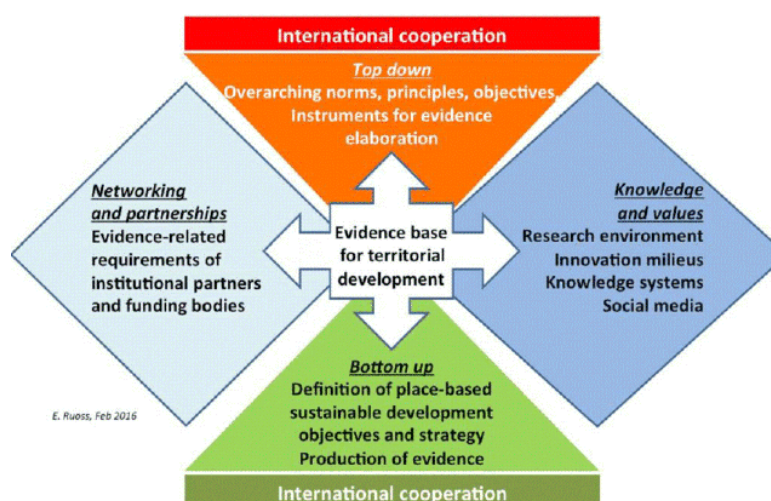 International cooperation
Top down
Overarching norms, principles, objectives,
Instruments for evidence
elaboration
Networking
and partnerships
Evidence-related
requirements of
institutional partners
and funding bodies
Evidence base
for territorial
development
Knowledge
and values
Research environment
Innovation milieus
Knowledge systems
Social media
Bottom up
Definition of place-based
sustainable development
objectives and strategy
Production of evidence
E. Ruoss, Feb 2016
International cooperation